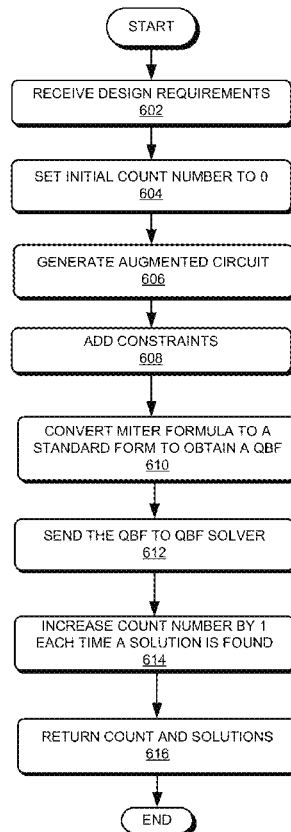 START
RECEIVE DESIGN REQUIREMENTS
602
SET INITIAL COUNT NUMBER TO 0
604
GENERATE AUGMENTED CIRCUIT
606
ADD CONSTRAINTS
608
CONVERT MITER FORMULA TO A
STANDARD FORM TO OBTAIN A QBF
610
SEND THE QBF TO QBF SOLVER
612
INCREASE COUNT NUMBER BY 1
EACH TIME A SOLUTION IS FOUND
614
RETURN COUNT AND SOLUTIONS
616
END